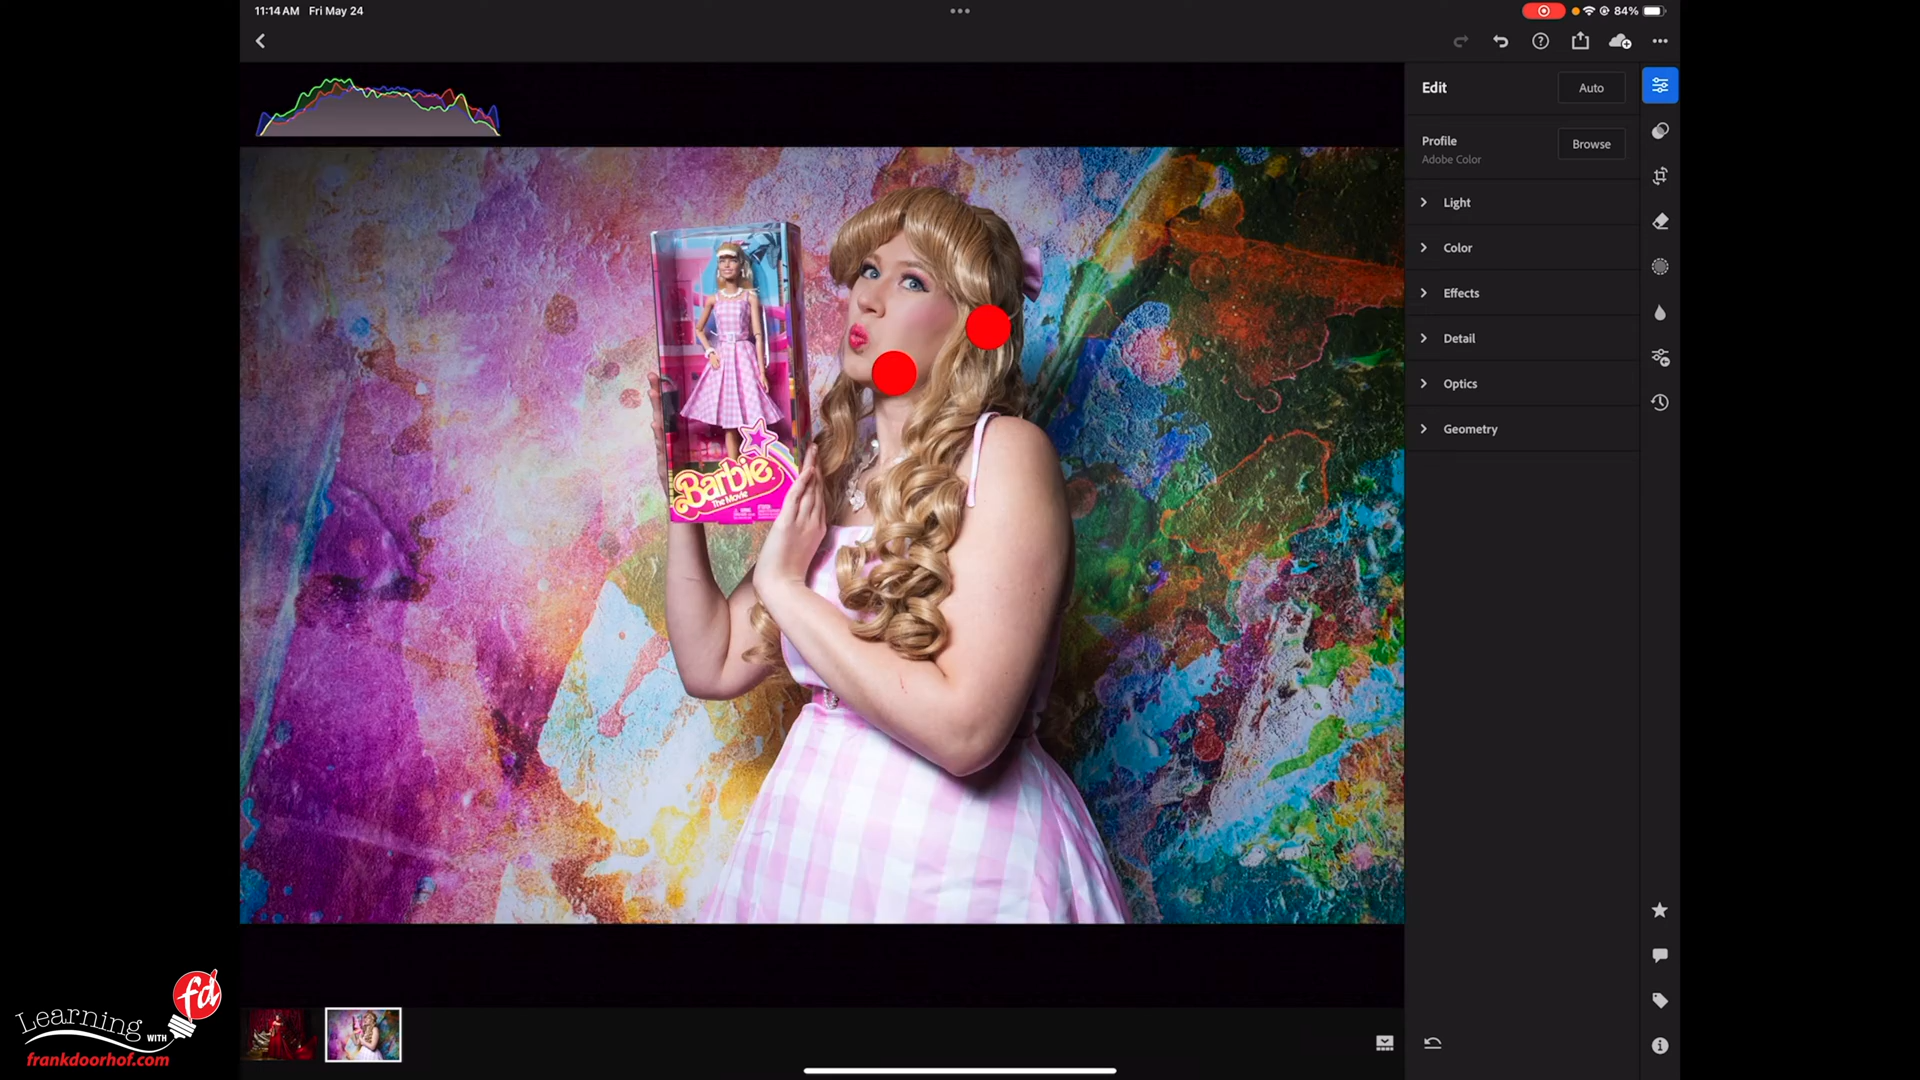 11:14 AM Fri May 24
84%
Edit
Auto
Profile
Adobe Color
Browse
Light
Color
Effects
Detail
Optics
Geometry
Barbie
The Movie
fd
Learning
WITH
frankdoorhof.com